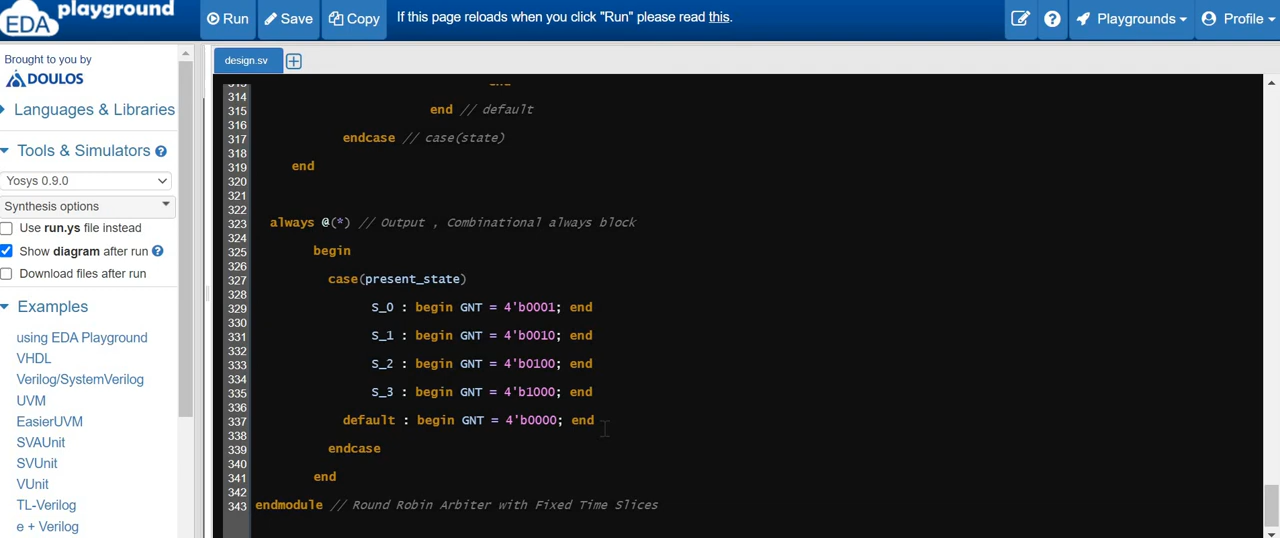 EDA playground
Run Save Copy If this page reloads when you click "Run" please read this. Playgrounds Profile
Brought to you by
DOULOS
Languages & Libraries
Tools & Simulators
Yosys 0.9.0
Synthesis options
Use run.ys file instead
Show diagram after run
Download files after run
Examples
using EDA Playground
VHDL
Verilog/SystemVerilog
UVM
EasierUVM
SVAUnit
SVUnit
VUnit
TL-Verilog
e + Verilog
design.sv
313 end
314
315 end // default
316
317 endcase // case(state)
318
319 end
320
321
322
323 always @(*) // Output , Combinational always block
324
325 begin
326
327 case(present_state)
328
329 S_0 : begin GNT = 4'b0001; end
330
331 S_1 : begin GNT = 4'b0010; end
332
333 S_2 : begin GNT = 4'b0100; end
334
335 S_3 : begin GNT = 4'b1000; end
336
337 default : begin GNT = 4'b0000; end
338
339 endcase
340
341 end
342
343 endmodule // Round Robin Arbiter with Fixed Time Slices